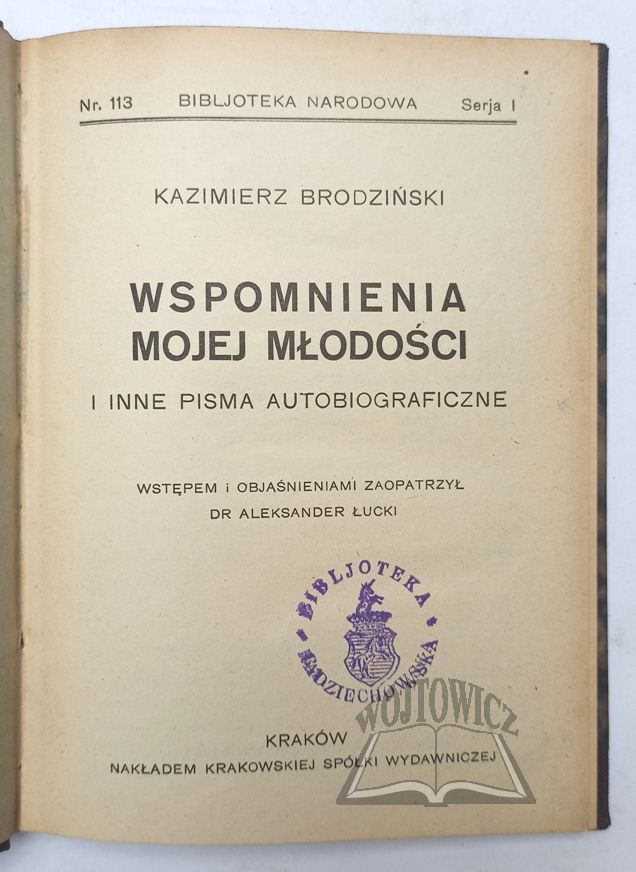 Nr. 113 BIBLJOTEKA NARODOWA Serja I
KAZIMIERZ BRODZIŃSKI
WSPOMNIENIA
MOJEJ MŁODOŚCI
I INNE PISMA AUTOBIOGRAFICZNE
WSTĘPEM i OBJAŚNIENIAMI ZAOPATRZYŁ
DR ALEKSANDER ŁUCKI
BIBLJOTEKA
RADZIECHOWSKA
WÓJTOWICZ
KRAKÓW
NAKŁADEM KRAKOWSKIEJ SPÓŁKI WYDAWNICZEJ